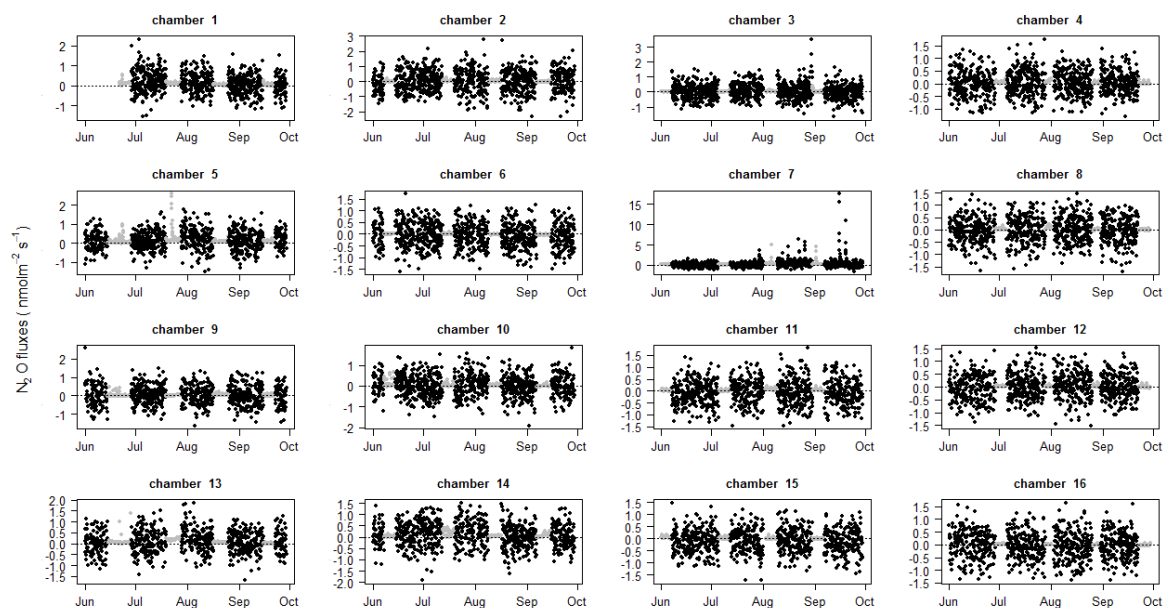 chamber 1
2
1
0
-1
Jun Jul Aug Sep Oct
chamber 2
3
2
1
0
-1
-2
Jun Jul Aug Sep Oct
chamber 3
3
2
1
0
-1
Jun Jul Aug Sep Oct
chamber 4
1.5
1.0
0.5
0.0
-0.5
-1.0
Jun Jul Aug Sep Oct
N₂ O fluxes ( nmolm⁻² s⁻¹)
chamber 5
2
1
0
-1
Jun Jul Aug Sep Oct
chamber 6
1.5
1.0
0.5
0.0
-0.5
-1.0
-1.5
Jun Jul Aug Sep Oct
chamber 7
15
10
5
0
Jun Jul Aug Sep Oct
chamber 8
1.5
1.0
0.5
0.0
-0.5
-1.0
-1.5
Jun Jul Aug Sep Oct
chamber 9
2
1
0
-1
Jun Jul Aug Sep Oct
chamber 10
1
0
-1
-2
Jun Jul Aug Sep Oct
chamber 11
1.5
1.0
0.5
0.0
-0.5
-1.0
-1.5
Jun Jul Aug Sep Oct
chamber 12
1.5
1.0
0.5
0.0
-0.5
-1.0
-1.5
Jun Jul Aug Sep Oct
chamber 13
2.0
1.5
1.0
0.5
0.0
-0.5
-1.0
-1.5
Jun Jul Aug Sep Oct
chamber 14
1.5
1.0
0.5
0.0
-0.5
-1.0
-1.5
-2.0
Jun Jul Aug Sep Oct
chamber 15
1.5
1.0
0.5
0.0
-0.5
-1.0
-1.5
Jun Jul Aug Sep Oct
chamber 16
1.5
1.0
0.5
0.0
-0.5
-1.0
-1.5
Jun Jul Aug Sep Oct